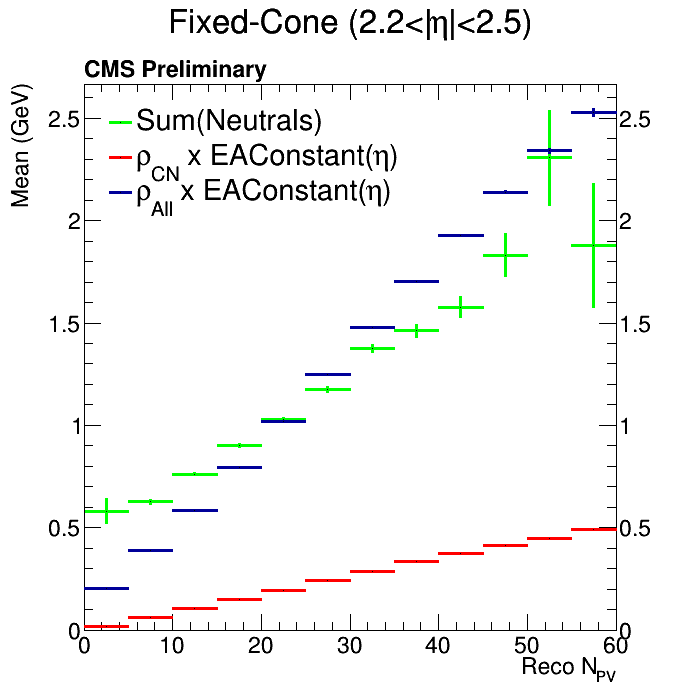 Fixed-Cone (2.2<|η|<2.5)
CMS Preliminary
Mean (GeV)
Sum(Neutrals)
ρCN x EAConstant(η)
ρAll x EAConstant(η)
2.5 2.5
2 2
1.5 1.5
1 1
0.5 0.5
0 0
0 10 20 30 40 50 60
Reco NPV